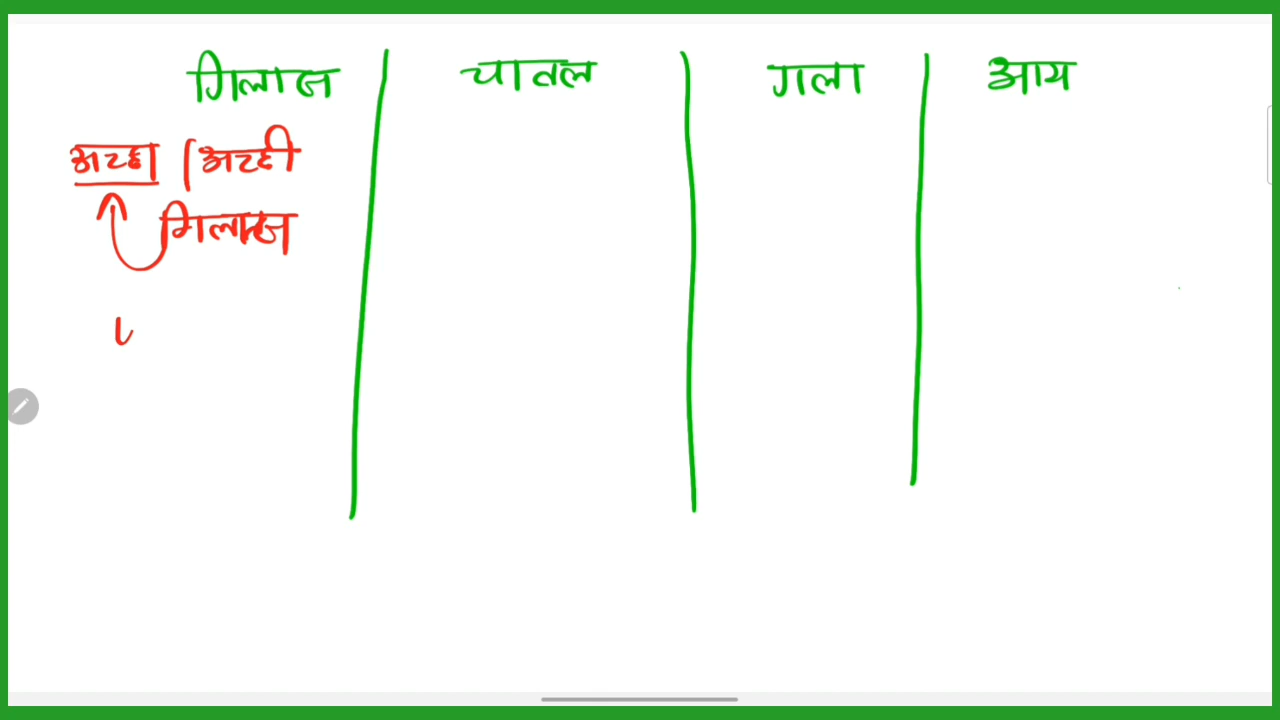 गिलास | चावल | गला | आय
अच्छा | अच्छी
गिलास